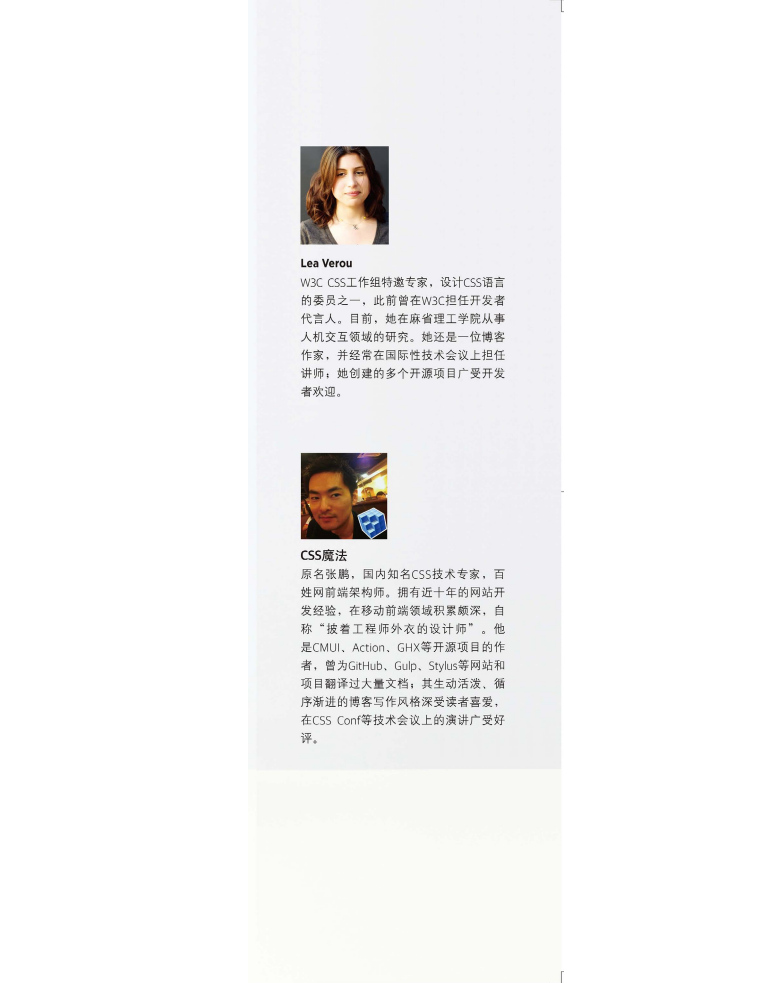 Lea Verou
W3C CSS工作组特邀专家，设计CSS语言
的委员之一，此前曾在W3C担任开发者
代言人。目前，她在麻省理工学院从事
人机交互领域的研究。她还是一位博客
作家，并经常在国际性技术会议上担任
讲师；她创建的多个开源项目广受开发
者欢迎。
CSS魔法
原名张鹏，国内知名CSS技术专家，百
姓网前端架构师。拥有近十年的网站开
发经验，在移动前端领域积累颇深，自
称“披着工程师外衣的设计师”。他
是CMUI、Action、GHX等开源项目的作
者，曾为GitHub、Gulp、Stylus等网站和
项目翻译过大量文档；其生动活泼、循
序渐进的博客写作风格深受读者喜爱，
在CSS Conf等技术会议上的演讲广受好
评。